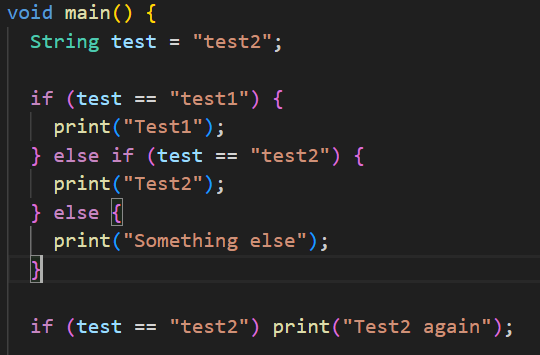 void main() {
  String test = "test2";

  if (test == "test1") {
    print("Test1");
  } else if (test == "test2") {
    print("Test2");
  } else {
    print("Something else");
  }

  if (test == "test2") print("Test2 again");